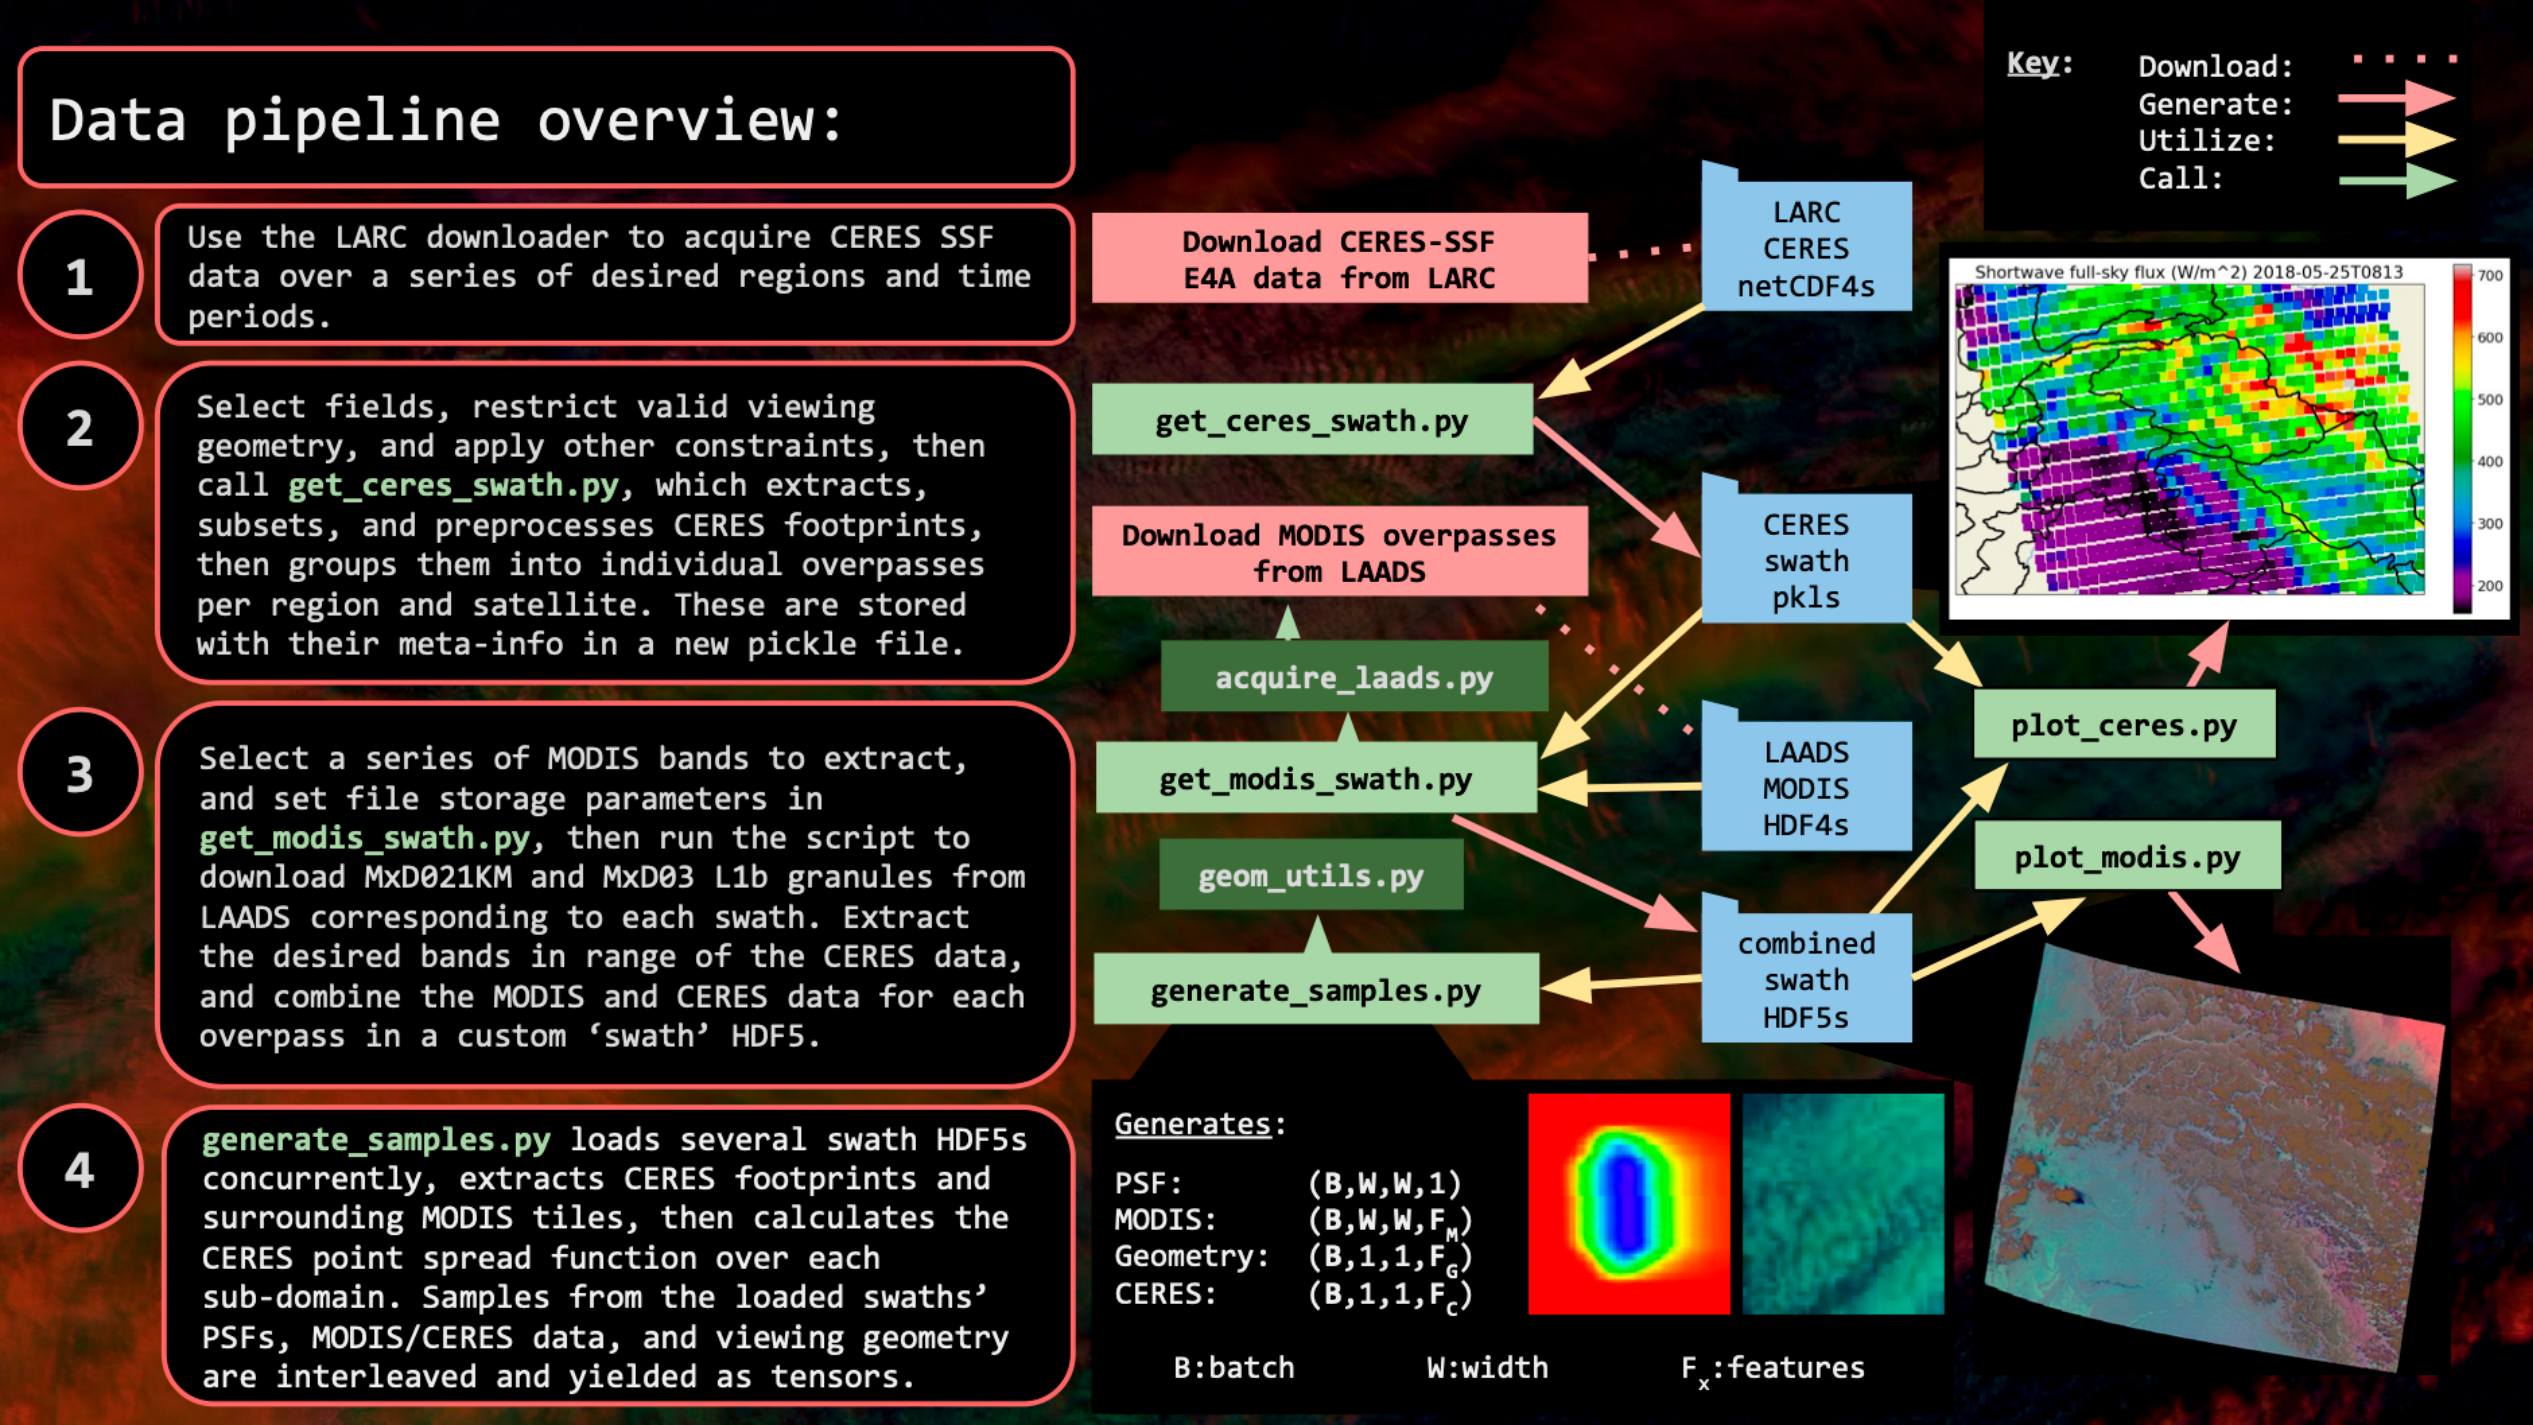 Data pipeline overview:
1
Use the LARC downloader to acquire CERES SSF
data over a series of desired regions and time
periods.
2
Select fields, restrict valid viewing
geometry, and apply other constraints, then
call get_ceres_swath.py, which extracts,
subsets, and preprocesses CERES footprints,
then groups them into individual overpasses
per region and satellite. These are stored
with their meta-info in a new pickle file.
3
Select a series of MODIS bands to extract,
and set file storage parameters in
get_modis_swath.py, then run the script to
download MxD021KM and MxD03 L1b granules from
LAADS corresponding to each swath. Extract
the desired bands in range of the CERES data,
and combine the MODIS and CERES data for each
overpass in a custom ‘swath’ HDF5.
4
generate_samples.py loads several swath HDF5s
concurrently, extracts CERES footprints and
surrounding MODIS tiles, then calculates the
CERES point spread function over each
sub-domain. Samples from the loaded swaths’
PSFs, MODIS/CERES data, and viewing geometry
are interleaved and yielded as tensors.
Download CERES-SSF
E4A data from LARC
get_ceres_swath.py
Download MODIS overpasses
from LAADS
acquire_laads.py
get_modis_swath.py
geom_utils.py
generate_samples.py
LARC
CERES
netCDF4s
CERES
swath
pkls
LAADS
MODIS
HDF4s
combined
swath
HDF5s
Key:
Download:
Generate:
Utilize:
Call:
Shortwave full-sky flux (W/m^2) 2018-05-25T0813
700
600
500
400
300
200
plot_ceres.py
plot_modis.py
Generates:
PSF: (B,W,W,1)
MODIS: (B,W,W,F_M)
Geometry: (B,1,1,F_G)
CERES: (B,1,1,F_C)
B:batch W:width F_x:features